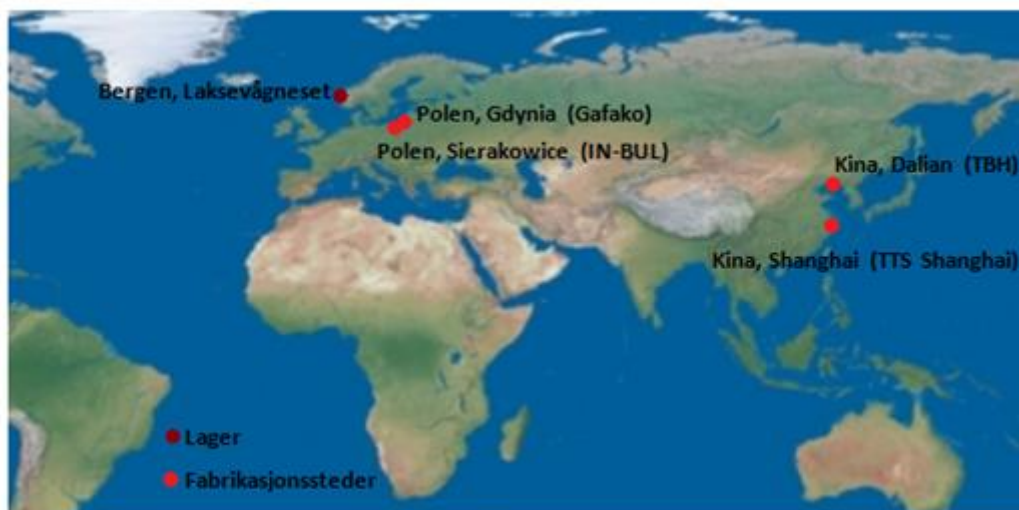 Bergen, Laksevågneset
Polen, Gdynia (Gafako)
Polen, Sierakowice (IN-BUL)
Kina, Dalian (TBH)
Kina, Shanghai (TTS Shanghai)
Lager
Fabrikasjonssteder